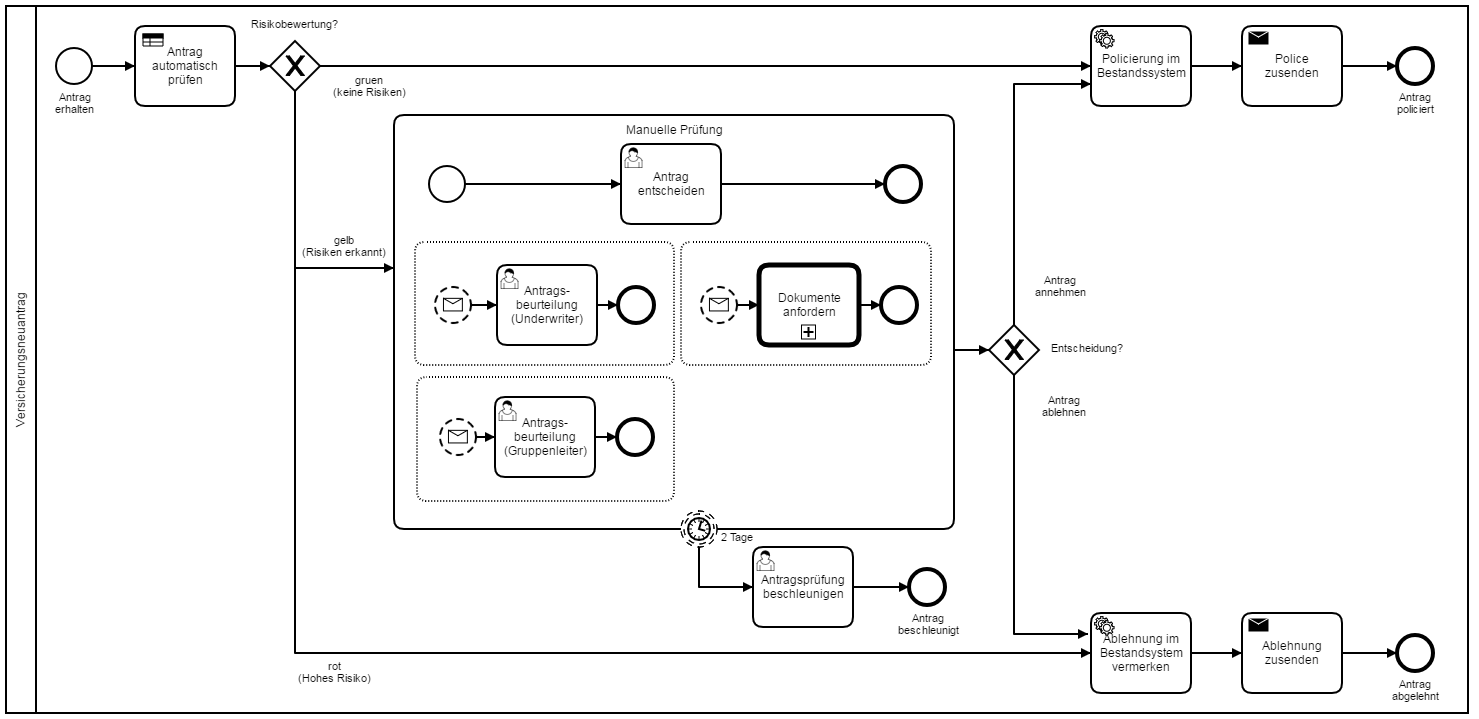 Versicherungsneuantrag
Antrag
erhalten
Antrag
automatisch
prüfen
Risikobewertung?
gruen
(keine Risiken)
Policierung im
Bestandssystem
Police
zusenden
Antrag
policiert
Manuelle Prüfung
Antrag
entscheiden
gelb
(Risiken erkannt)
Antrags-
beurteilung
(Underwriter)
Dokumente
anfordern
Antrags-
beurteilung
(Gruppenleiter)
Antrag
annehmen
Entscheidung?
Antrag
ablehnen
2 Tage
Antragsprüfung
beschleunigen
Antrag
beschleunigt
rot
(Hohes Risiko)
Ablehnung im
Bestandsystem
vermerken
Ablehnung
zusenden
Antrag
abgelehnt